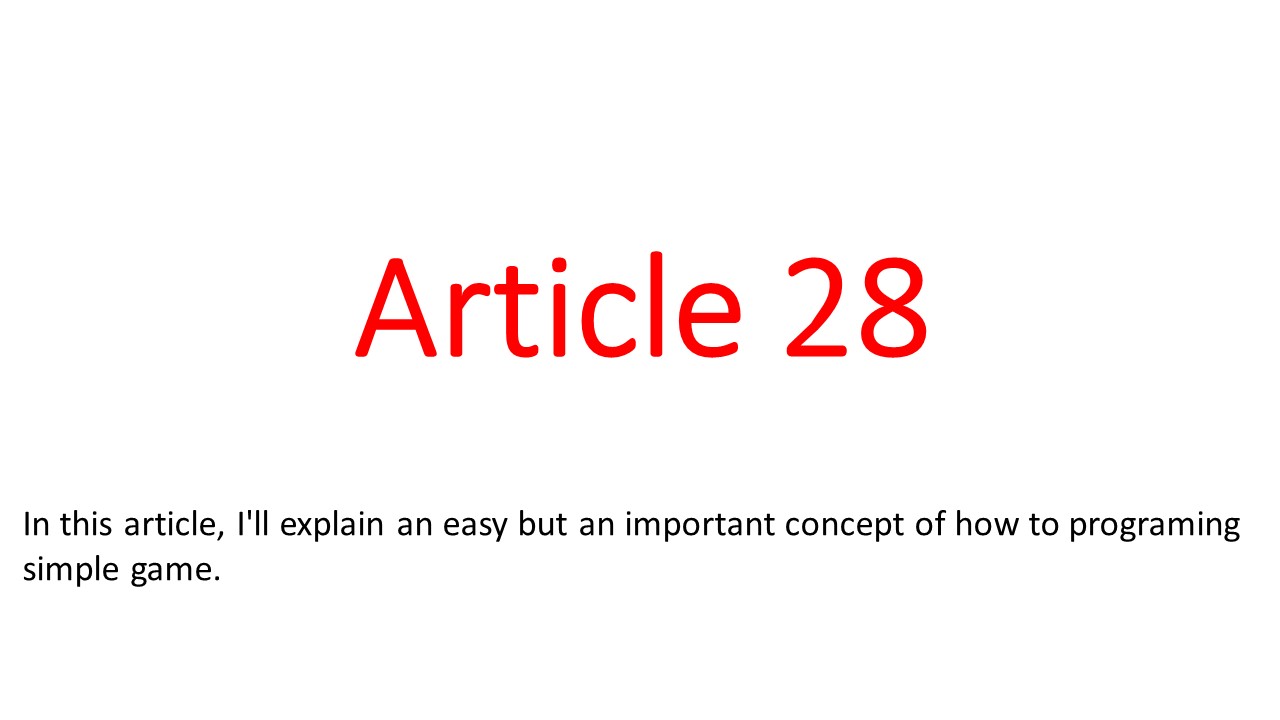 Article 28
In this article, I'll explain an easy but an important concept of how to programing
simple game.